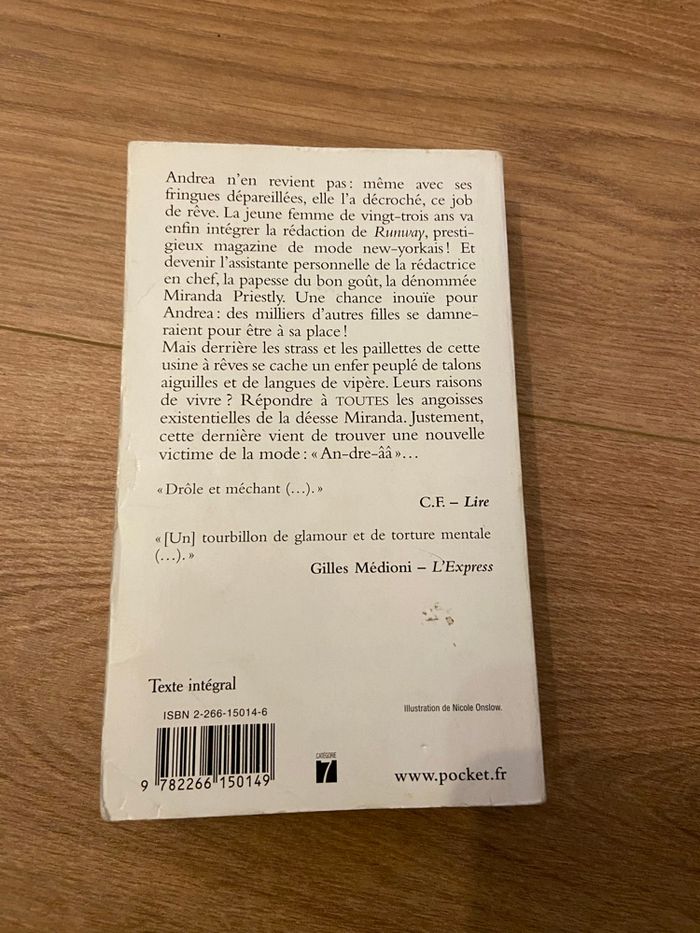 Andrea n'en revient pas : même avec ses
fringues dépareillées, elle l'a décroché, ce job
de rêve. La jeune femme de vingt-trois ans va
enfin intégrer la rédaction de Runway, presti-
gieux magazine de mode new-yorkais ! Et
devenir l'assistante personnelle de la rédactrice
en chef, la papesse du bon goût, la dénommée
Miranda Priestly. Une chance inouïe pour
Andrea : des milliers d'autres filles se damne-
raient pour être à sa place !
Mais derrière les strass et les paillettes de cette
usine à rêves se cache un enfer peuplé de talons
aiguilles et de langues de vipère. Leurs raisons
de vivre ? Répondre à TOUTES les angoisses
existentielles de la déesse Miranda. Justement,
cette dernière vient de trouver une nouvelle
victime de la mode : « An-dre-ââ »…
« Drôle et méchant (…). »
C.F. – Lire
« [Un] tourbillon de glamour et de torture mentale
(…). »
Gilles Médioni – L'Express
Texte intégral
Illustration de Nicole Onslow.
ISBN 2-266-15014-6
9 782266 150149
CATÉGORIE
7
www.pocket.fr